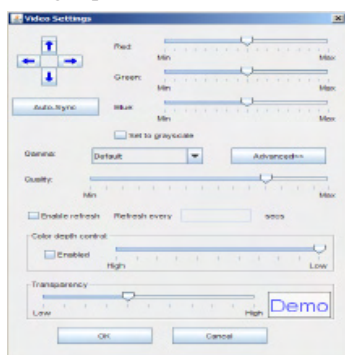 Video Settings
Red:
Min Max
Green:
Min Max
Auto.Sync
Blue:
Min Max
Set to grayscale
Gamma: Default Advanced>>
Quality:
Min Max
Enable refresh Refresh every secs
Color depth control
Enabled
High Low
Transparency
Low High
Demo
OK Cancel